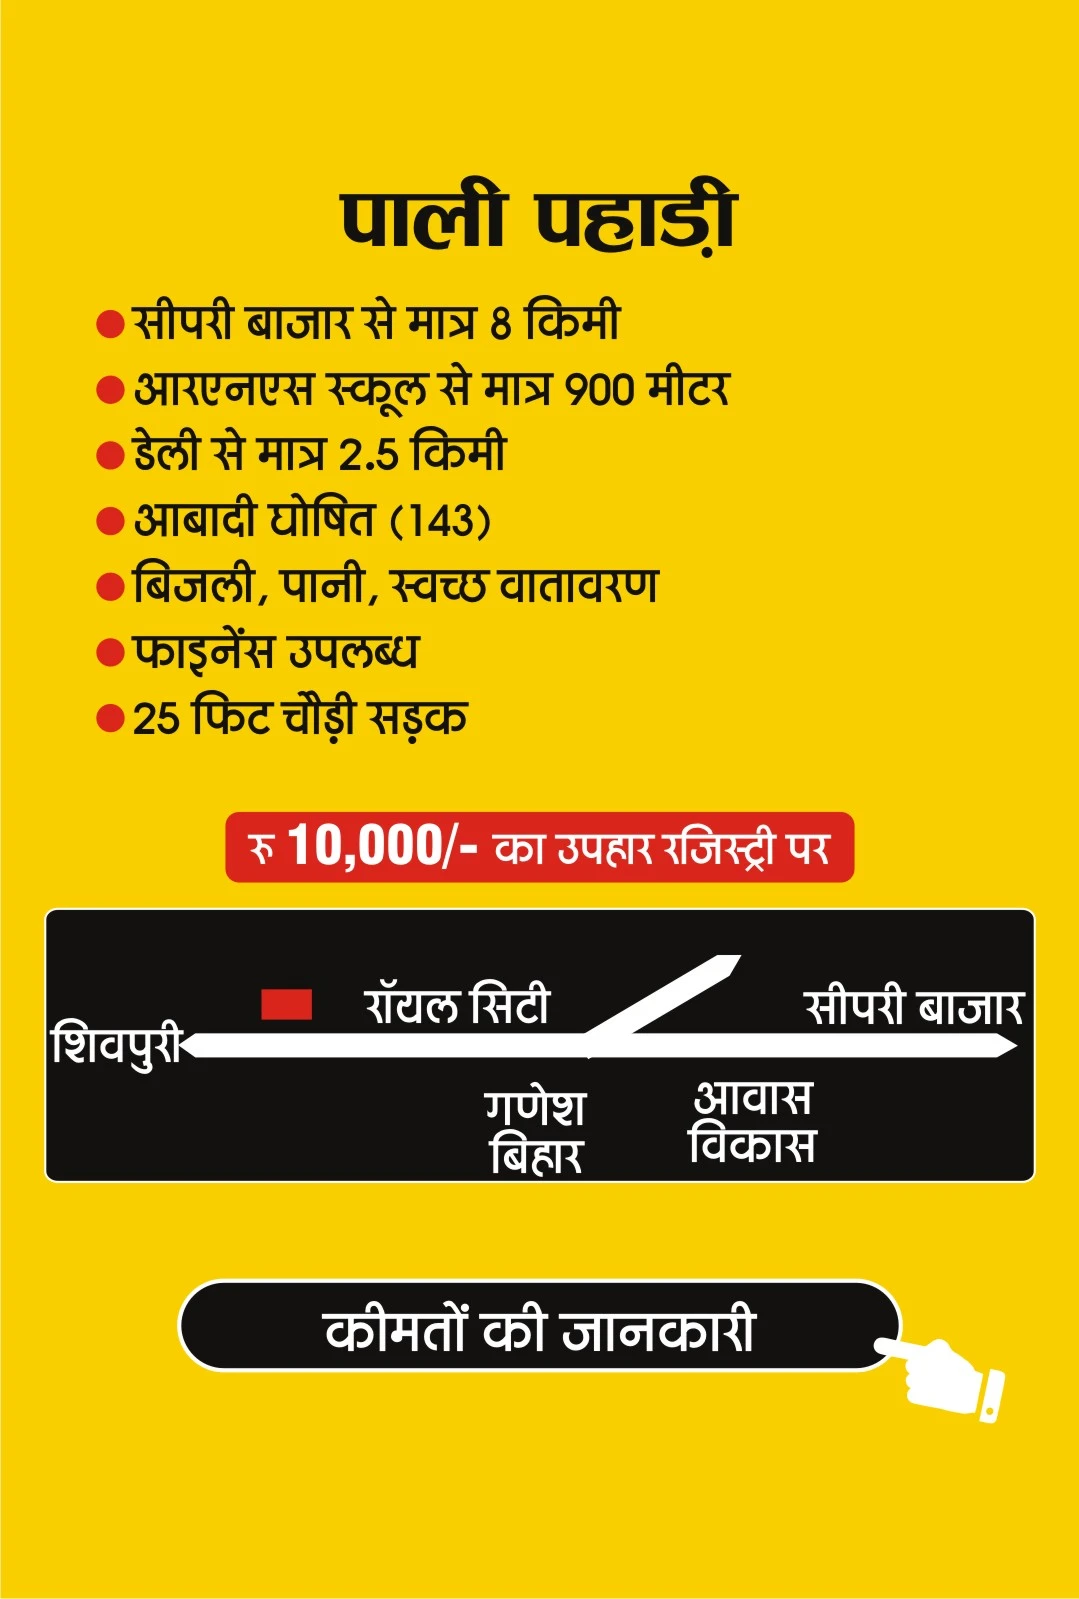 पाली पहाड़ी
सीपरी बाजार से मात्र 8 किमी
आरएनएस स्कूल से मात्र 900 मीटर
डेली से मात्र 2.5 किमी
आबादी घोषित (143)
बिजली, पानी, स्वच्छ वातावरण
फाइनेंस उपलब्ध
25 फिट चौड़ी सड़क
रु 10,000/- का उपहार रजिस्ट्री पर
रॉयल सिटी
सीपरी बाजार
शिवपुरी
गणेश
बिहार
आवास
विकास
कीमतों की जानकारी